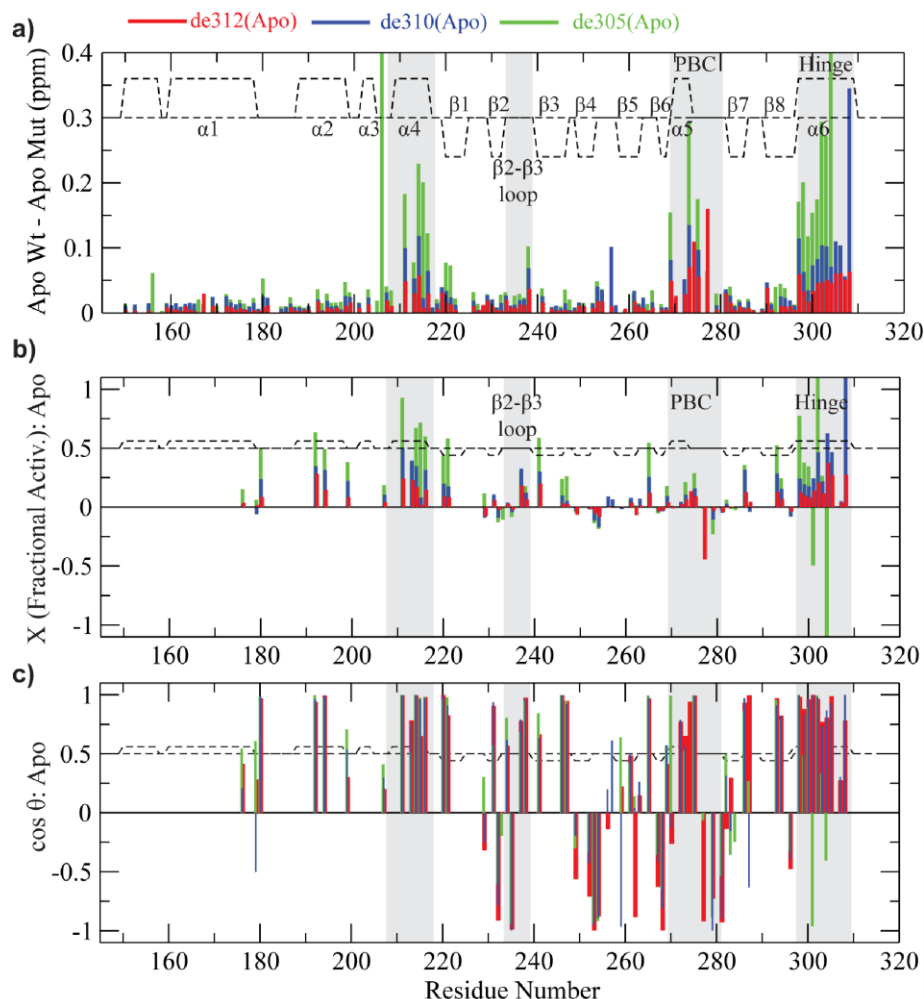 de312(Apo) de310(Apo) de305(Apo)
a)
Apo Wt - Apo Mut (ppm)
0.4
0.3
0.2
0.1
0
PBC Hinge
β1 β2 β3 β4 β5 β6 β7 β8
α1 α2 α3 α4 α5 α6
β2-β3
loop
160 180 200 220 240 260 280 300 320
b)
X (Fractional Activ.): Apo
1
0.5
0
-0.5
-1
β2-β3
loop
PBC
Hinge
160 180 200 220 240 260 280 300 320
c)
cos θ: Apo
1
0.5
0
-0.5
-1
160 180 200 220 240 260 280 300 320
Residue Number